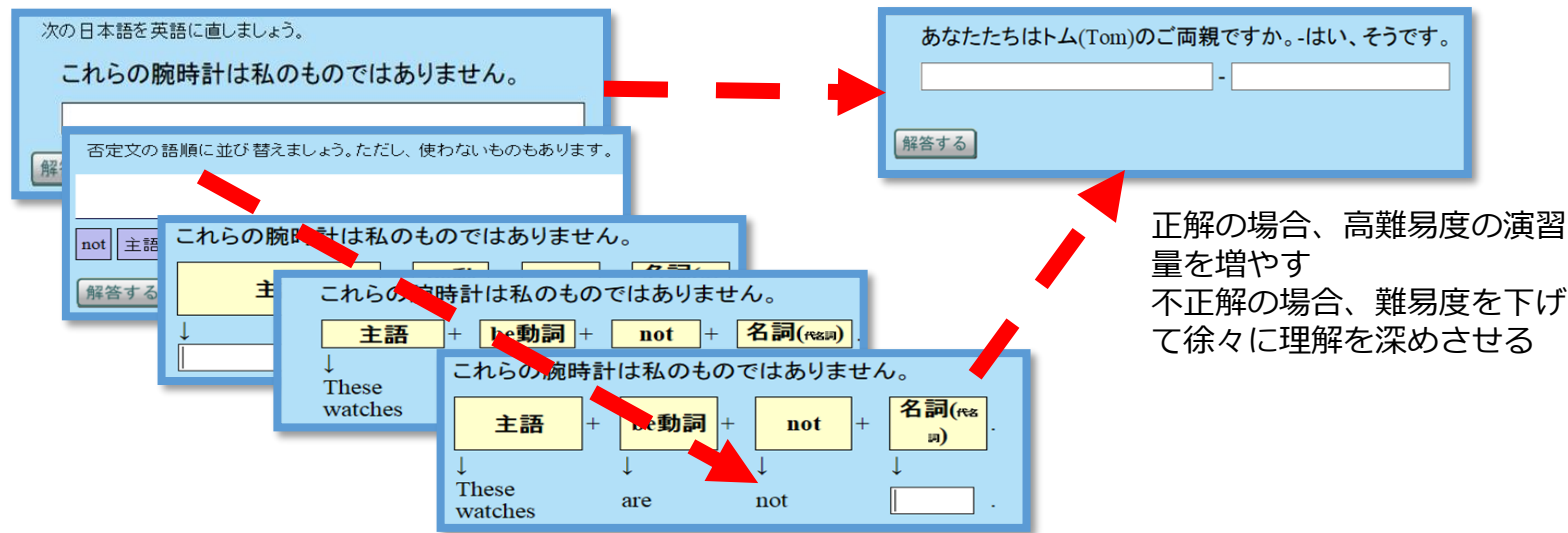 次の日本語を英語に直しましょう。
これらの腕時計は私のものではありません。
否定文の語順に並び替えましょう。ただし、使わないものもあります。
not 主語
解答する
これらの腕時計は私のものではありません。
↓
これらの腕時計は私のものではありません。
主語 + be動詞 + not + 名詞(代名詞) .
↓
These
watches
これらの腕時計は私のものではありません。
主語 + be動詞 + not + 名詞(代名詞) .
↓ ↓ ↓ ↓
These
watches are not .
あなたたちはトム(Tom)のご両親ですか。-はい、そうです。
-
解答する
正解の場合、高難易度の演習
量を増やす
不正解の場合、難易度を下げ
て徐々に理解を深めさせる